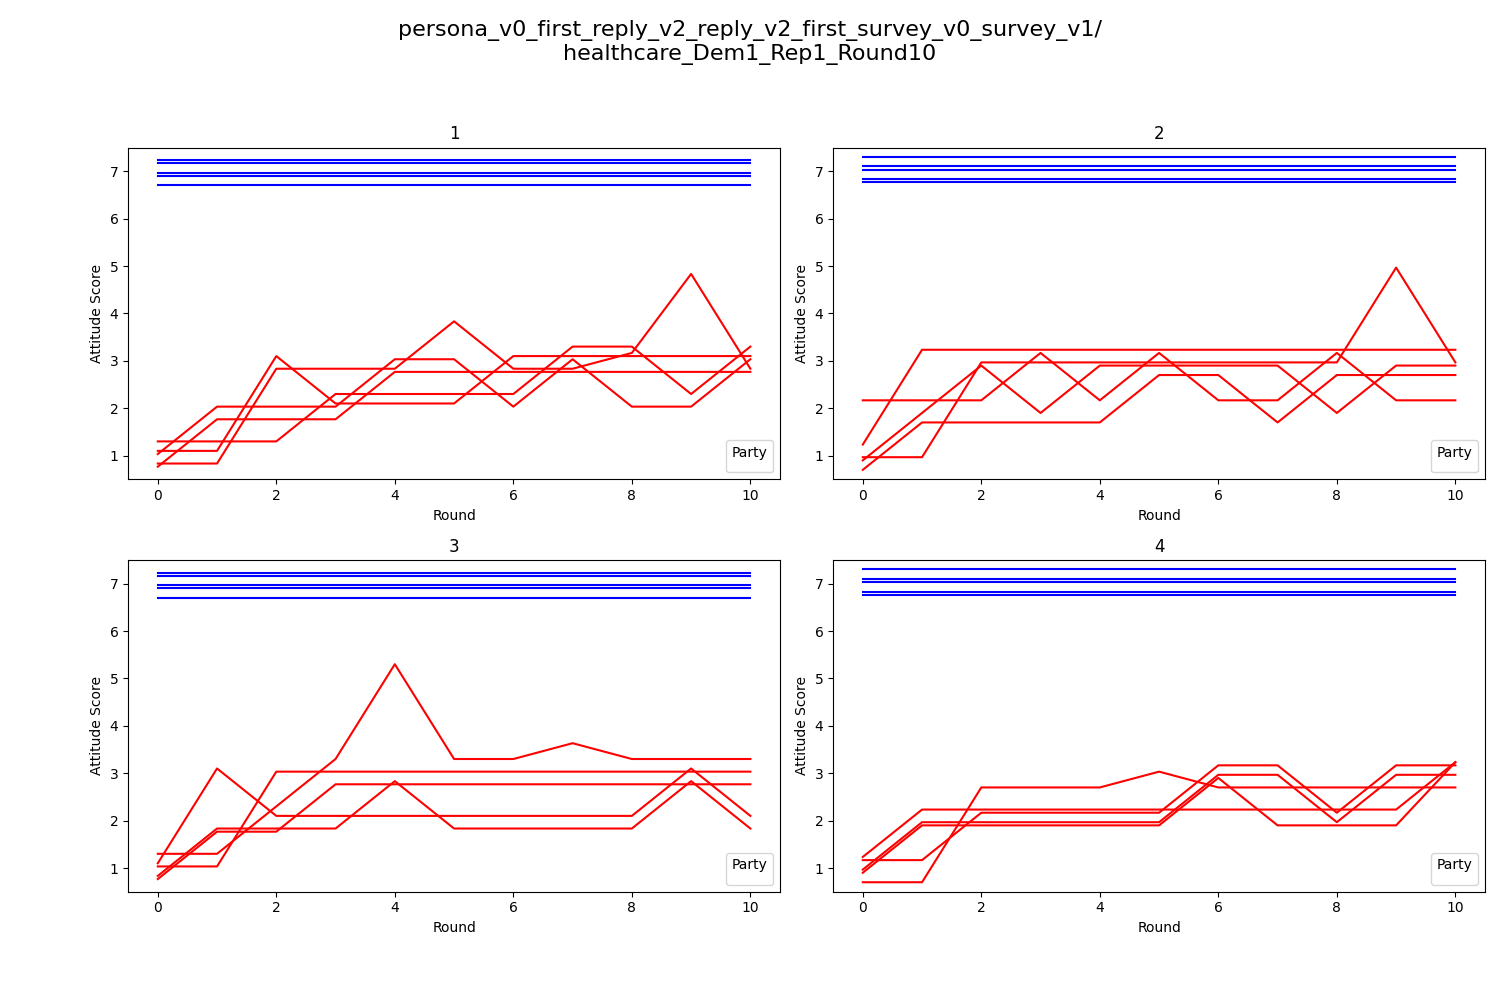 persona_v0_first_reply_v2_reply_v2_first_survey_v0_survey_v1/
healthcare_Dem1_Rep1_Round10
1
7
6
5
4
3
2
1
Attitude Score
Party
0 2 4 6 8 10
Round
2
7
6
5
4
3
2
1
Attitude Score
Party
0 2 4 6 8 10
Round
3
7
6
5
4
3
2
1
Attitude Score
Party
0 2 4 6 8 10
Round
4
7
6
5
4
3
2
1
Attitude Score
Party
0 2 4 6 8 10
Round